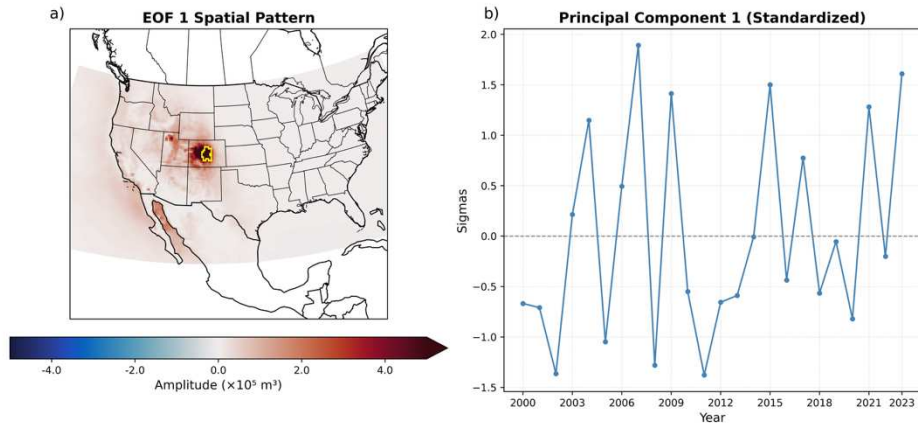 a)
EOF 1 Spatial Pattern
-4.0 -2.0 0.0 2.0 4.0
Amplitude (×10⁵ m³)
b)
Principal Component 1 (Standardized)
2.0
1.5
1.0
0.5
0.0
−0.5
−1.0
−1.5
Sigmas
2000 2003 2006 2009 2012 2015 2018 2021 2023
Year